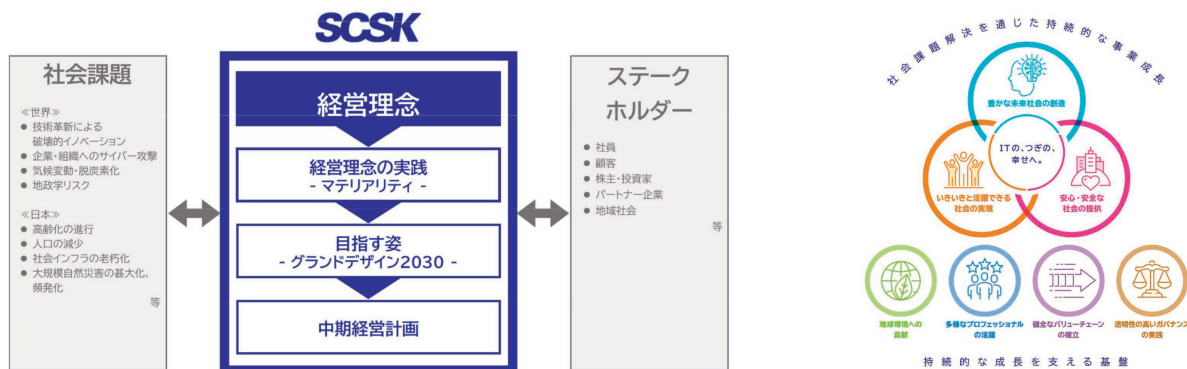 SCSK
社会課題
≪世界≫
● 技術革新による
破壊的イノベーション
● 企業・組織へのサイバー攻撃
● 気候変動・脱炭素化
● 地政学リスク
≪日本≫
● 高齢化の進行
● 人口の減少
● 社会インフラの老朽化
● 大規模自然災害の甚大化、
頻発化
等
経営理念
経営理念の実践
- マテリアリティ -
目指す姿
- グランドデザイン2030 -
中期経営計画
ステーク
ホルダー
● 社員
● 顧客
● 株主・投資家
● パートナー企業
● 地域社会
等
社会課題解決を通じた持続的な事業成長
豊かな未来社会の創造
ITの、つぎの、
幸せへ。
いきいきと活躍できる
社会の実現
安心・安全な
社会の提供
地球環境への
貢献
多様なプロフェッショナル
の活躍
健全なバリューチェーン
の確立
透明性の高いガバナンス
の実践
持続的な成長を支える基盤